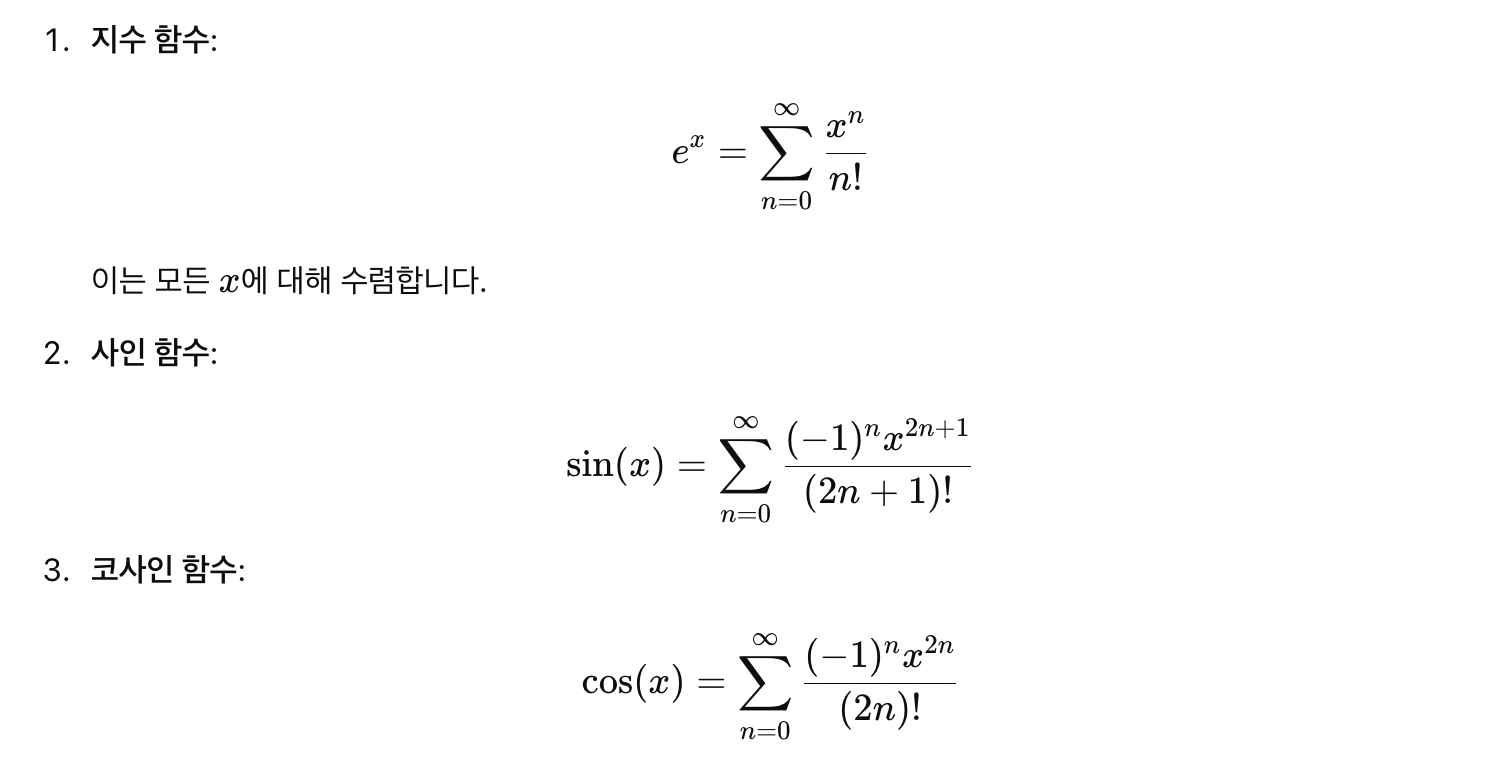 1. 지수 함수:
$$e^x = \sum_{n=0}^{\infty} \frac{x^n}{n!}$$
이는 모든 $x$에 대해 수렴합니다.
2. 사인 함수:
$$\sin(x) = \sum_{n=0}^{\infty} \frac{(-1)^n x^{2n+1}}{(2n+1)!}$$
3. 코사인 함수:
$$\cos(x) = \sum_{n=0}^{\infty} \frac{(-1)^n x^{2n}}{(2n)!}$$